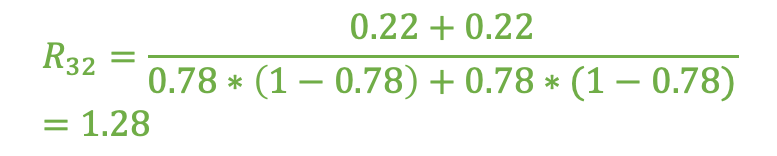 R₃₂ = (0.22 + 0.22) / (0.78 * (1 − 0.78) + 0.78 * (1 − 0.78))
= 1.28